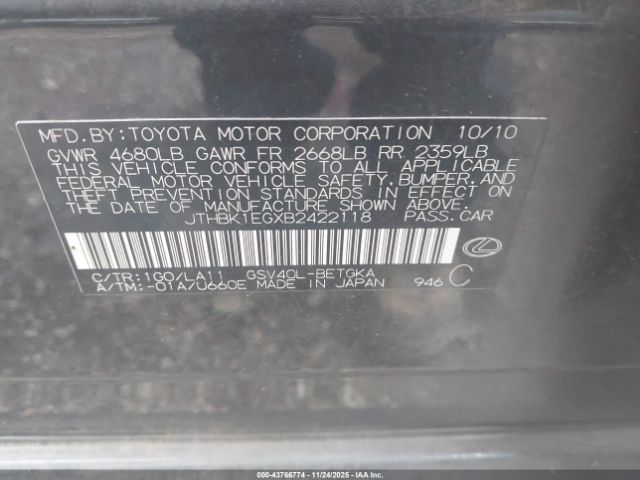 MFD. BY: TOYOTA MOTOR CORPORATION 10/10
GVWR 4680LB GAWR FR 2668LB RR 2359LB
THIS VEHICLE CONFORMS TO ALL APPLICABLE
FEDERAL MOTOR VEHICLE SAFETY, BUMPER, AND
THEFT PREVENTION STANDARDS IN EFFECT ON
THE DATE OF MANUFACTURE SHOWN ABOVE.
JTHBK1EGXB2422118 PASS.CAR
C/TR: 1G0/LA11 GSV40L-BETGKA
A/TM: -01A/U660E MADE IN JAPAN 946 C
GSV-43766774 | 11/24/2025 - IAA Inc.